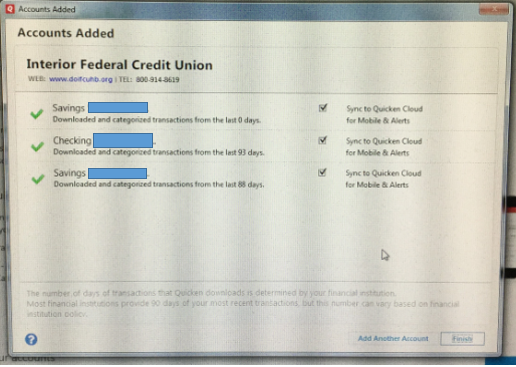 Accounts Added
Accounts Added
Interior Federal Credit Union
WEB: www.doifcuhb.org | TEL: 800-914-8619
Savings
Downloaded and categorized transactions from the last 0 days.
Sync to Quicken Cloud
for Mobile & Alerts
Checking
Downloaded and categorized transactions from the last 93 days.
Sync to Quicken Cloud
for Mobile & Alerts
Savings
Downloaded and categorized transactions from the last 88 days.
Sync to Quicken Cloud
for Mobile & Alerts
The number of days of transactions that Quicken downloads is determined by your financial institution.
Most financial institutions provide 90 days of your most recent transactions, but this number can vary based on financial
institution policy.
Add Another Account
Finish
ur accounts